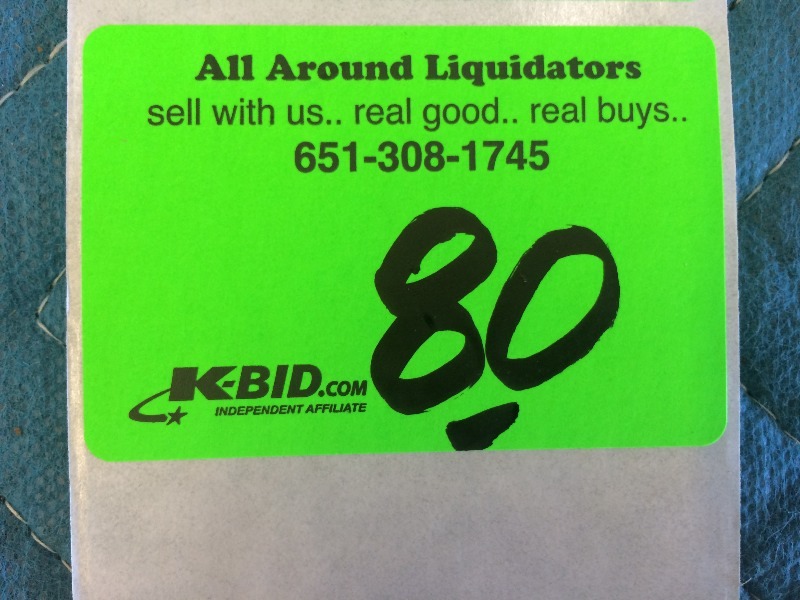 All Around Liquidators
sell with us.. real good.. real buys..
651-308-1745
80
K-BID.COM
INDEPENDENT AFFILIATE